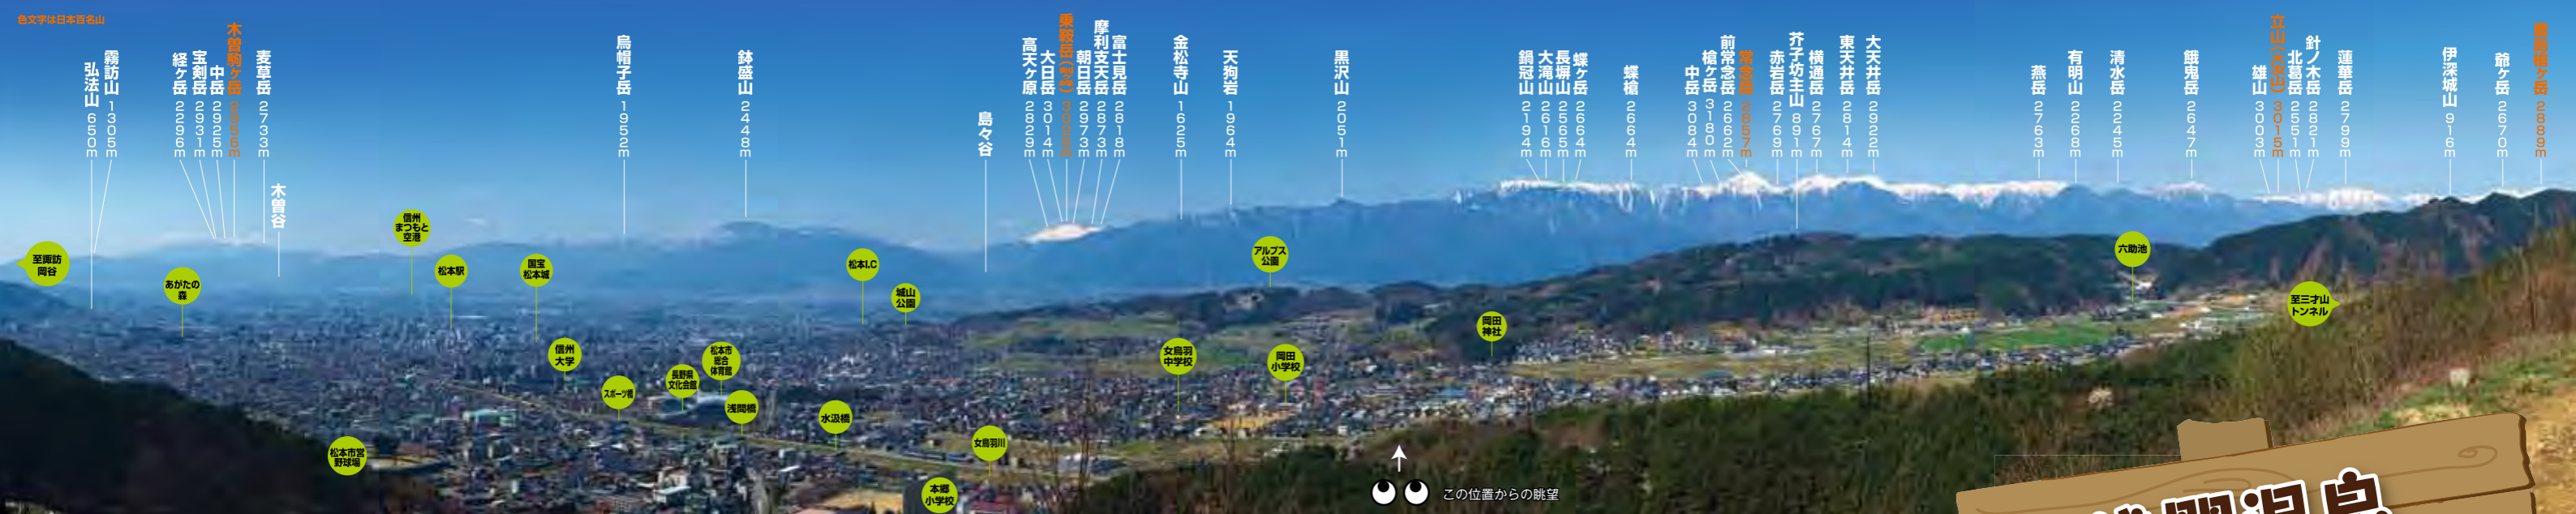 色文字は日本百名山
弘法山 650m
霧訪山 1305m
経ヶ岳 2296m
宝剣岳 2931m
中岳 2925m
木曽駒ヶ岳 2956m
麦草岳 2733m
木曽谷
烏帽子岳 1952m
鉢盛山 2448m
島々谷
高天ヶ原 2829m
大日岳 3014m
乗鞍岳(剣ヶ峰) 3026m
朝日岳 2973m
摩利支天岳 2873m
富士見岳 2818m
金松寺山 1625m
天狗岩 1964m
黒沢山 2051m
鍋冠山 2194m
大滝山 2616m
長塀山 2565m
蝶ヶ岳 2664m
蝶槍 2664m
中岳 3084m
槍ヶ岳 3180m
前常念岳 2662m
常念岳 2857m
赤岩岳 2769m
芥子坊主山 891m
横通岳 2767m
東天井岳 2814m
大天井岳 2922m
燕岳 2763m
有明山 2268m
清水岳 2245m
餓鬼岳 2647m
雄山 3003m
立山(大汝山) 3015m
北葛岳 2551m
針ノ木岳 2821m
蓮華岳 2799m
伊深城山 916m
爺ヶ岳 2670m
鹿島槍ヶ岳 2889m
至諏訪
岡谷
あがたの
森
信州
まつもと
空港
松本駅
国宝
松本城
信州
大学
スポーツ橋
長野県
文化会館
松本市
総合
体育館
浅間橋
水汲橋
松本I.C
城山
公園
松本市営
野球場
女鳥羽川
本郷
小学校
女鳥羽
中学校
アルプス
公園
岡田
小学校
岡田
神社
六助池
至三才山
トンネル
この位置からの眺望